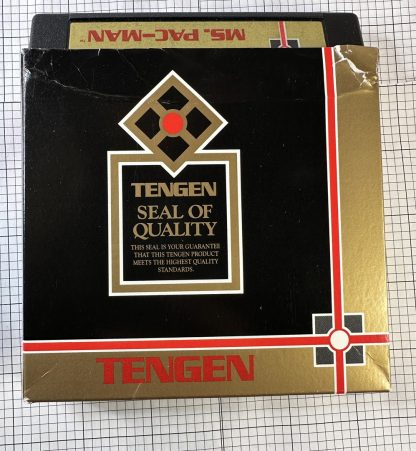 MS. PAC-MAN™
TENGEN
SEAL OF
QUALITY
THIS SEAL IS YOUR GUARANTEE
THAT THIS TENGEN PRODUCT
MEETS THE HIGHEST QUALITY
STANDARDS.
TENGEN